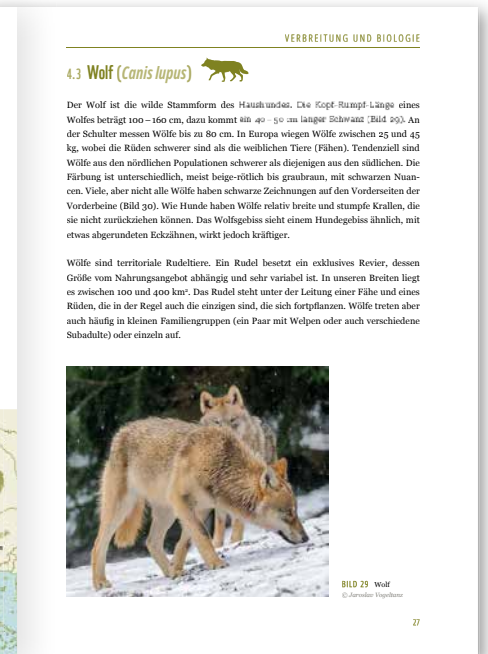 VERBREITUNG UND BIOLOGIE
4.3 Wolf (Canis lupus)
Der Wolf ist die wilde Stammform des Haushundes. Die Kopf-Rumpf-Länge eines
Wolfes beträgt 100 – 160 cm, dazu kommt ein 40 – 50 cm langer Schwanz (Bild 29). An
der Schulter messen Wölfe bis zu 80 cm. In Europa wiegen Wölfe zwischen 25 und 45
kg, wobei die Rüden schwerer sind als die weiblichen Tiere (Fähen). Tendenziell sind
Wölfe aus den nördlichen Populationen schwerer als diejenigen aus den südlichen. Die
Färbung ist unterschiedlich, meist beige-rötlich bis graubraun, mit schwarzen Nuan-
cen. Viele, aber nicht alle Wölfe haben schwarze Zeichnungen auf den Vorderseiten der
Vorderbeine (Bild 30). Wie Hunde haben Wölfe relativ breite und stumpfe Krallen, die
sie nicht zurückziehen können. Das Wolfsgebiss sieht einem Hundegebiss ähnlich, mit
etwas abgerundeten Eckzähnen, wirkt jedoch kräftiger.
Wölfe sind territoriale Rudeltiere. Ein Rudel besetzt ein exklusives Revier, dessen
Größe vom Nahrungsangebot abhängig und sehr variabel ist. In unseren Breiten liegt
es zwischen 100 und 400 km². Das Rudel steht unter der Leitung einer Fähe und eines
Rüden, die in der Regel auch die einzigen sind, die sich fortpflanzen. Wölfe treten aber
auch häufig in kleinen Familiengruppen (ein Paar mit Welpen oder auch verschiedene
Subadulte) oder einzeln auf.
BILD 29 Wolf
© Jaroslav Vogeltanz
27